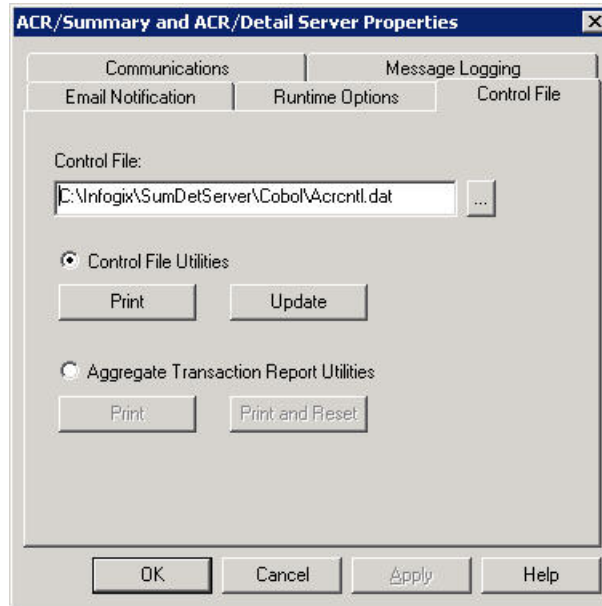 ACR/Summary and ACR/Detail Server Properties
Communications
Message Logging
Email Notification
Runtime Options
Control File
Control File:
C:\Infogix\SumDetServer\Cobol\Acrcntl.dat
...
Control File Utilities
Print
Update
Aggregate Transaction Report Utilities
Print
Print and Reset
OK
Cancel
Apply
Help